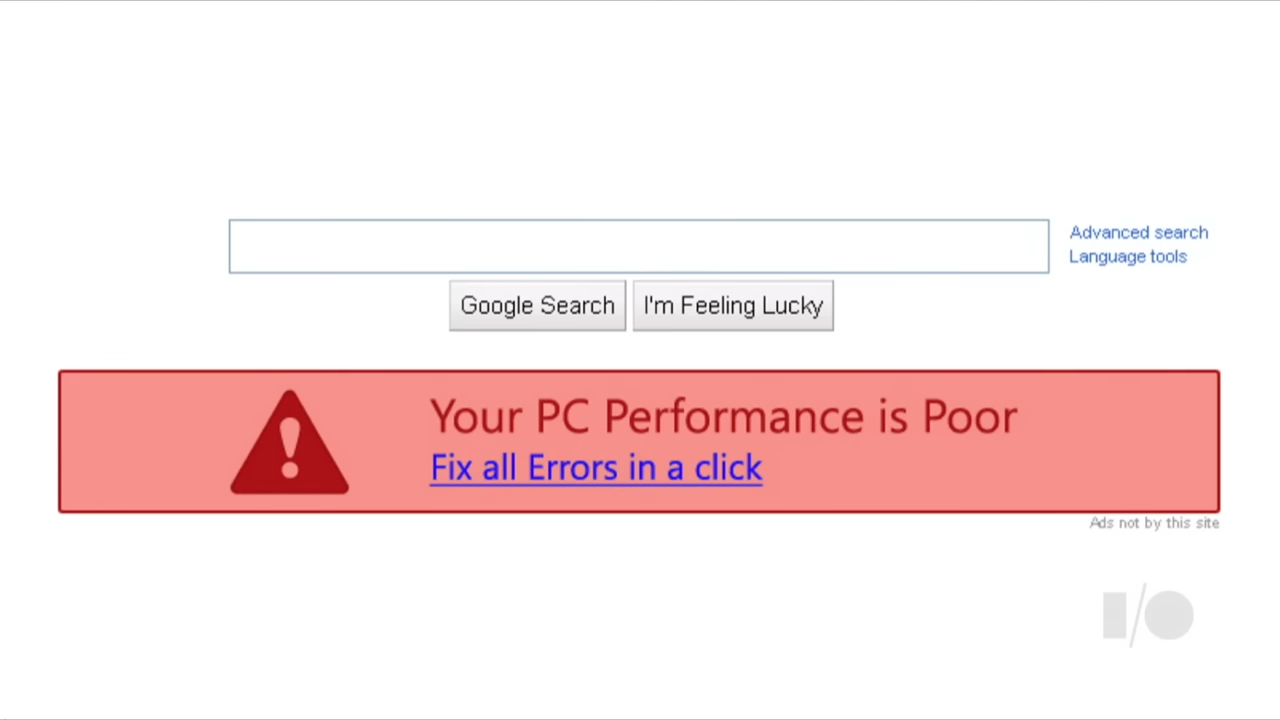 Advanced search
Language tools
Google Search
I'm Feeling Lucky
Your PC Performance is Poor
Fix all Errors in a click
Ads not by this site
I/O